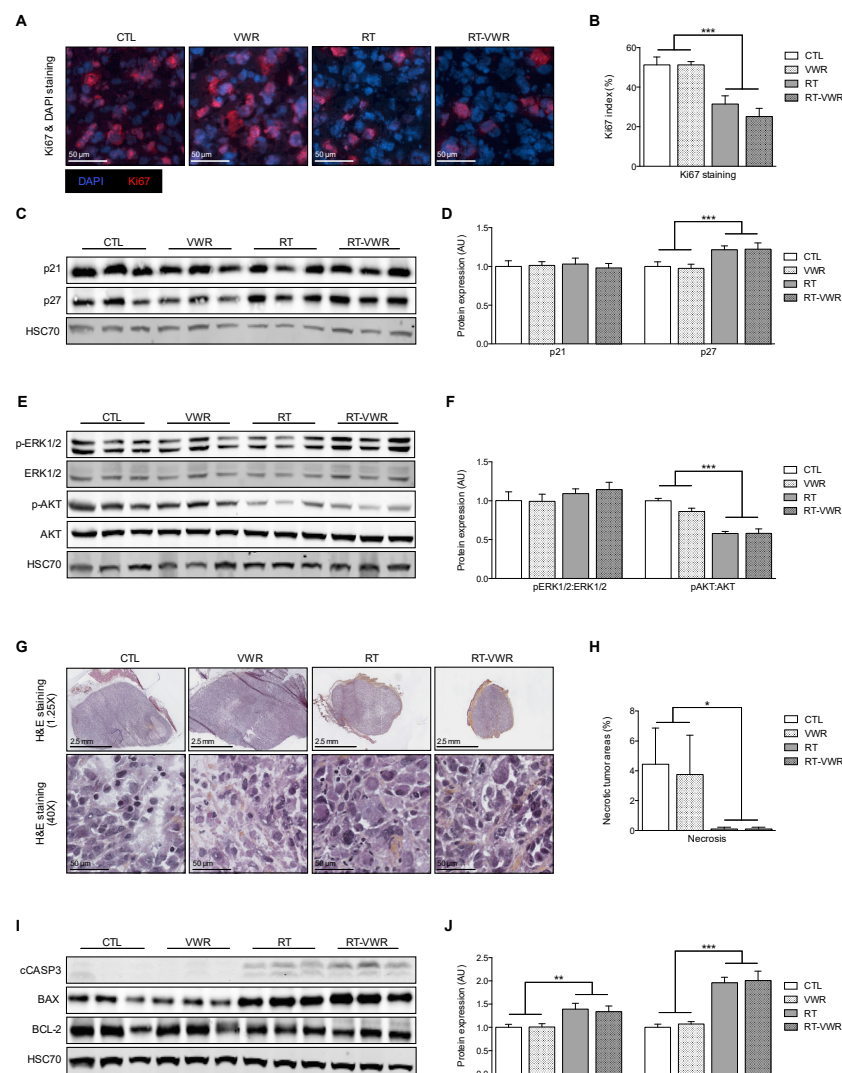 A
B
CTL VWR RT RT-VWR
Ki67 & DAPI staining
50 µm 50 µm 50 µm 50 µm
DAPI Ki67
***
Ki67 index (%)
60
40
20
0
Ki67 staining
CTL
VWR
RT
RT-VWR
C
D
CTL VWR RT RT-VWR
p21
p27
HSC70
***
Protein expression (AU)
1.5
1.0
0.5
0.0
p21 p27
CTL
VWR
RT
RT-VWR
E
F
CTL VWR RT RT-VWR
p-ERK1/2
ERK1/2
p-AKT
AKT
HSC70
***
Protein expression (AU)
1.5
1.0
0.5
0.0
pERK1/2:ERK1/2 pAKT:AKT
CTL
VWR
RT
RT-VWR
G
H
CTL VWR RT RT-VWR
H&E staining
(1.25X)
2.5 mm 2.5 mm 2.5 mm 2.5 mm
H&E staining
(40X)
50 µm 50 µm 50 µm 50 µm
*
Necrotic tumor areas (%)
8
6
4
2
0
Necrosis
CTL
VWR
RT
RT-VWR
I
J
CTL VWR RT RT-VWR
cCASP3
BAX
BCL-2
HSC70
** ***
Protein expression (AU)
2.5
2.0
1.5
1.0
0.5
0.0
CTL
VWR
RT
RT-VWR